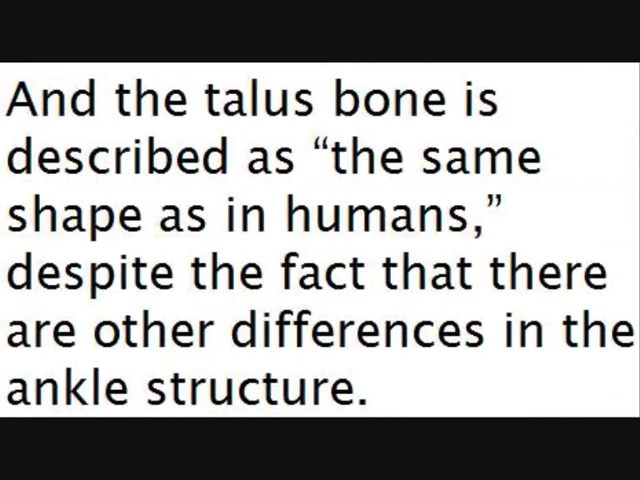 And the talus bone is
described as “the same
shape as in humans,”
despite the fact that there
are other differences in the
ankle structure.